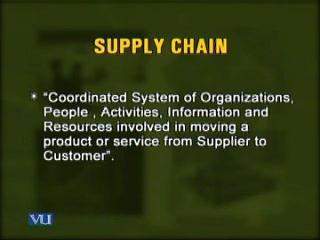 SUPPLY CHAIN
* "Coordinated System of Organizations,
People , Activities, Information and
Resources involved in moving a
product or service from Supplier to
Customer".
VU